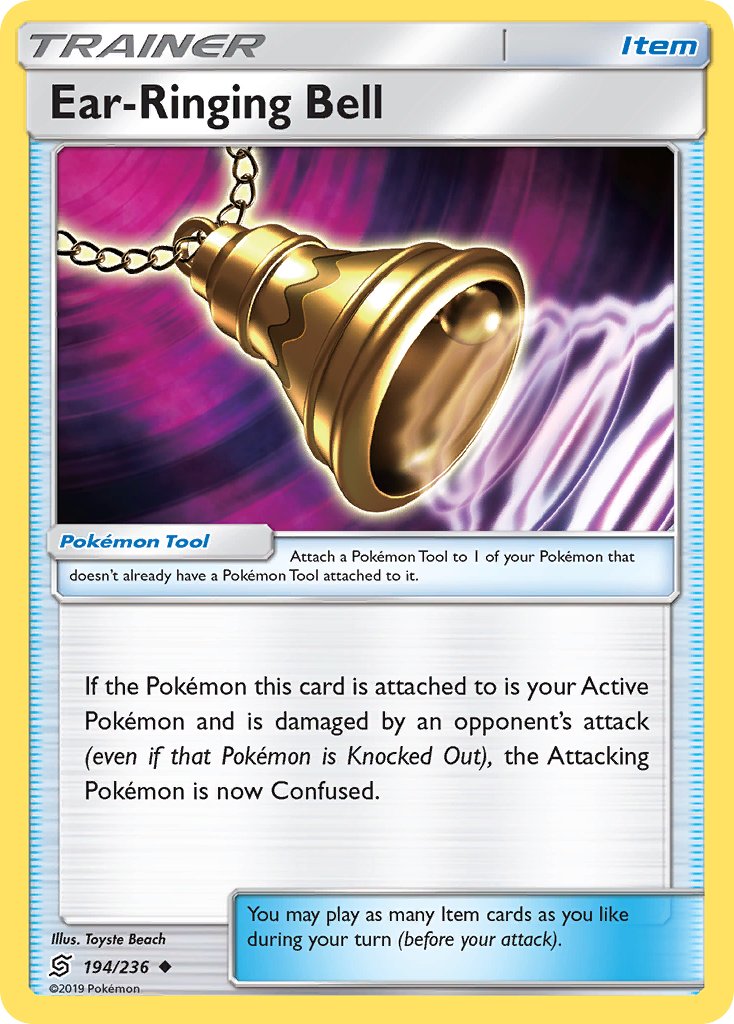 TRAINER
Item
Ear-Ringing Bell
Pokémon Tool
Attach a Pokémon Tool to 1 of your Pokémon that
doesn't already have a Pokémon Tool attached to it.
If the Pokémon this card is attached to is your Active
Pokémon and is damaged by an opponent's attack
(even if that Pokémon is Knocked Out), the Attacking
Pokémon is now Confused.
You may play as many Item cards as you like
during your turn (before your attack).
Illus. Toyste Beach
194/236
©2019 Pokémon